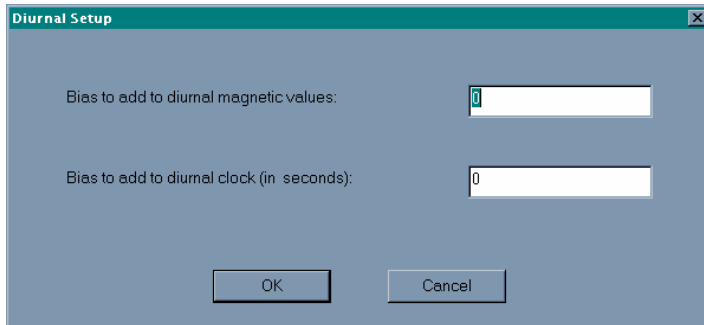 Diurnal Setup
Bias to add to diurnal magnetic values: 0
Bias to add to diurnal clock (in seconds): 0
OK Cancel